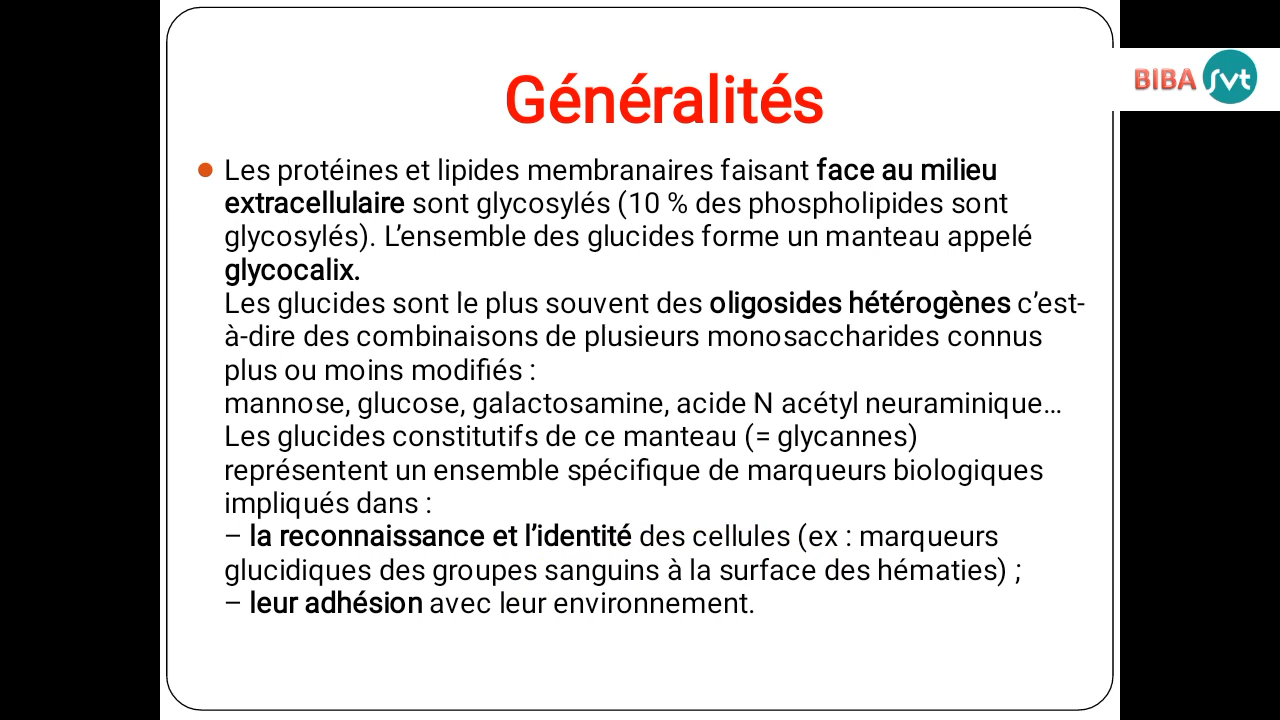 Généralités
BIBA svt
Les protéines et lipides membranaires faisant face au milieu
extracellulaire sont glycosylés (10 % des phospholipides sont
glycosylés). L’ensemble des glucides forme un manteau appelé
glycocalix.
Les glucides sont le plus souvent des oligosides hétérogènes c’est-
à-dire des combinaisons de plusieurs monosaccharides connus
plus ou moins modifiés :
mannose, glucose, galactosamine, acide N acétyl neuraminique…
Les glucides constitutifs de ce manteau (= glycannes)
représentent un ensemble spécifique de marqueurs biologiques
impliqués dans :
– la reconnaissance et l’identité des cellules (ex : marqueurs
glucidiques des groupes sanguins à la surface des hématies) ;
– leur adhésion avec leur environnement.